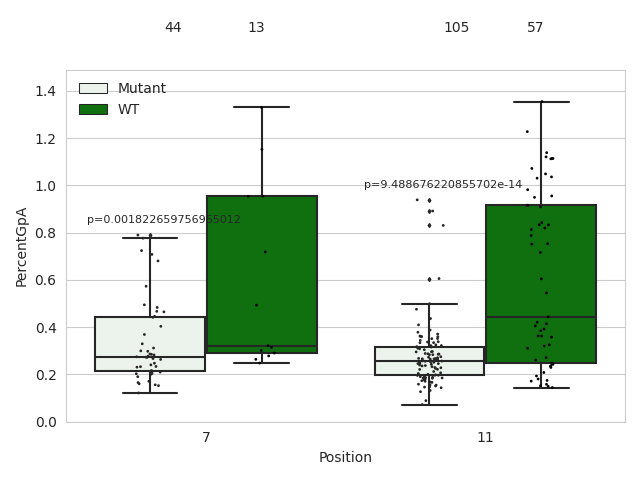 44 13 105 57
Mutant
WT
p=0.001822659756965012
p=9.488676220855702e-14
PercentGpA
1.4
1.2
1.0
0.8
0.6
0.4
0.2
0.0
7 11
Position